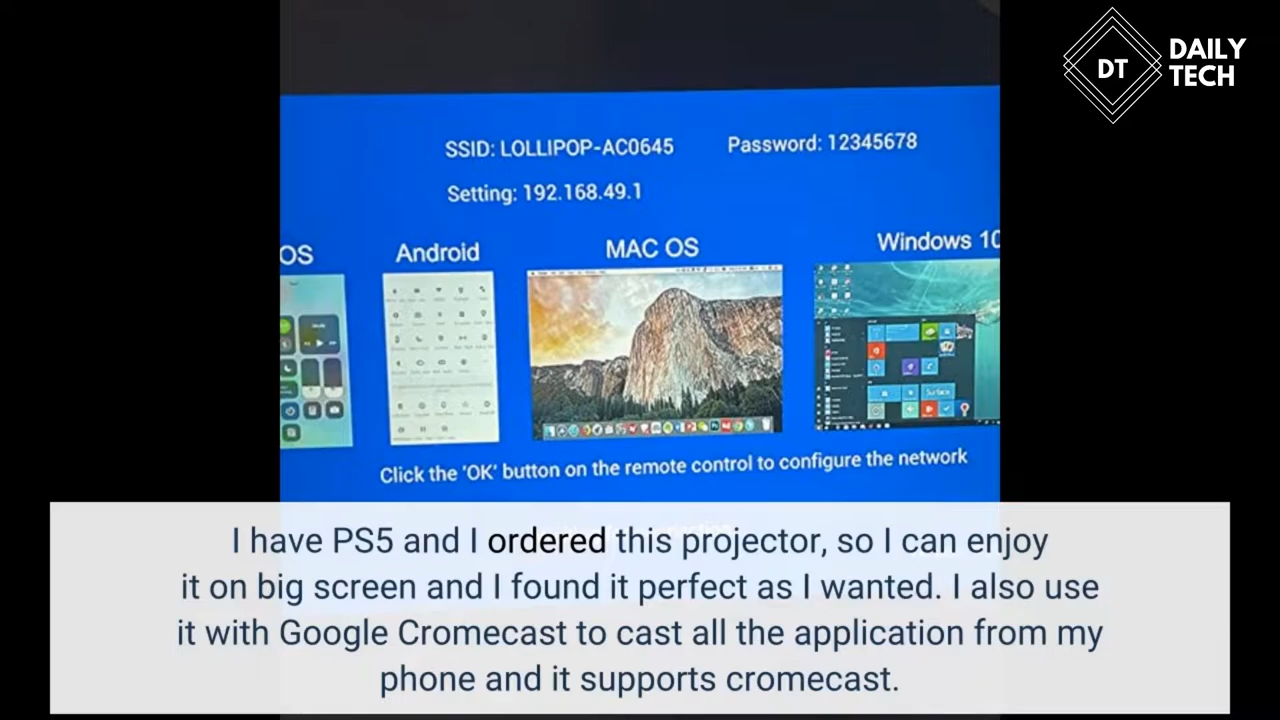 DT
DAILY
TECH
SSID: LOLLIPOP-AC0645 Password: 12345678
Setting: 192.168.49.1
OS Android MAC OS Windows 10
Surface
Click the 'OK' button on the remote control to configure the network
I have PS5 and I ordered this projector, so I can enjoy
it on big screen and I found it perfect as I wanted. I also use
it with Google Cromecast to cast all the application from my
phone and it supports cromecast.